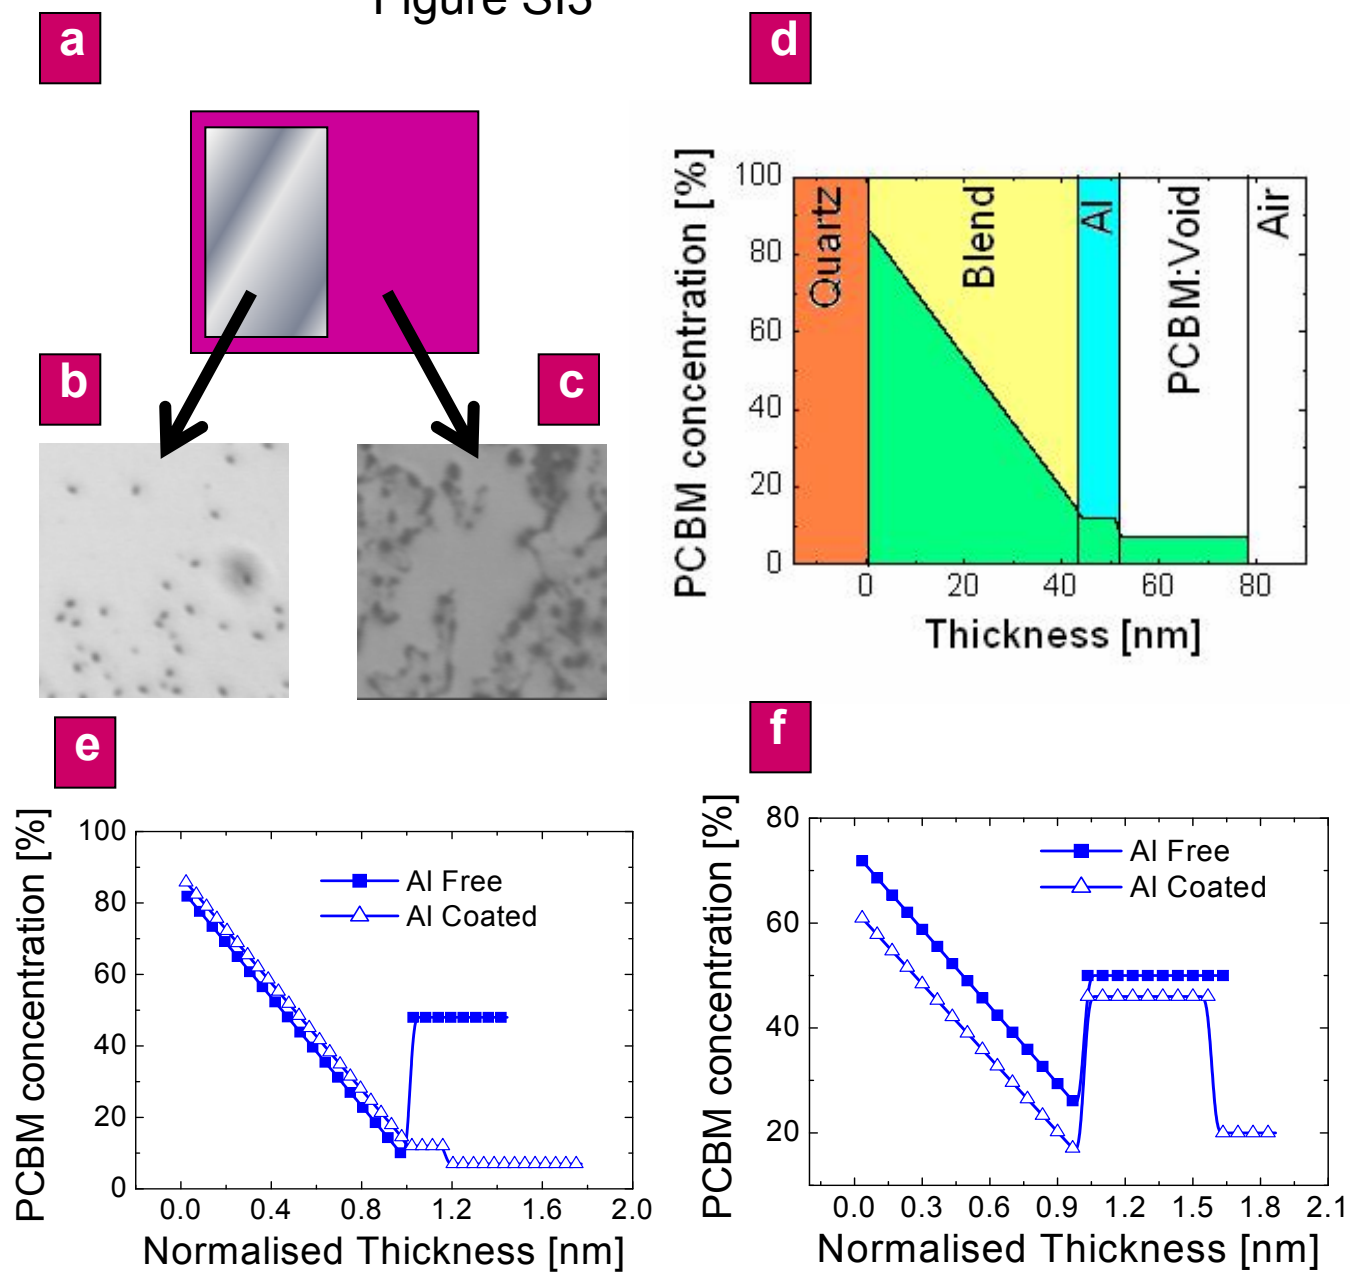 Figure SI3
a
d
b
c
PCBM concentration [%]
100
80
60
40
20
0
Quartz
Blend
Al
PCBM:Void
Air
0 20 40 60 80
Thickness [nm]
e
f
PCBM concentration [%]
100
80
60
40
20
0
Al Free
Al Coated
0.0 0.4 0.8 1.2 1.6 2.0
Normalised Thickness [nm]
PCBM concentration [%]
80
60
40
20
Al Free
Al Coated
0.0 0.3 0.6 0.9 1.2 1.5 1.8 2.1
Normalised Thickness [nm]